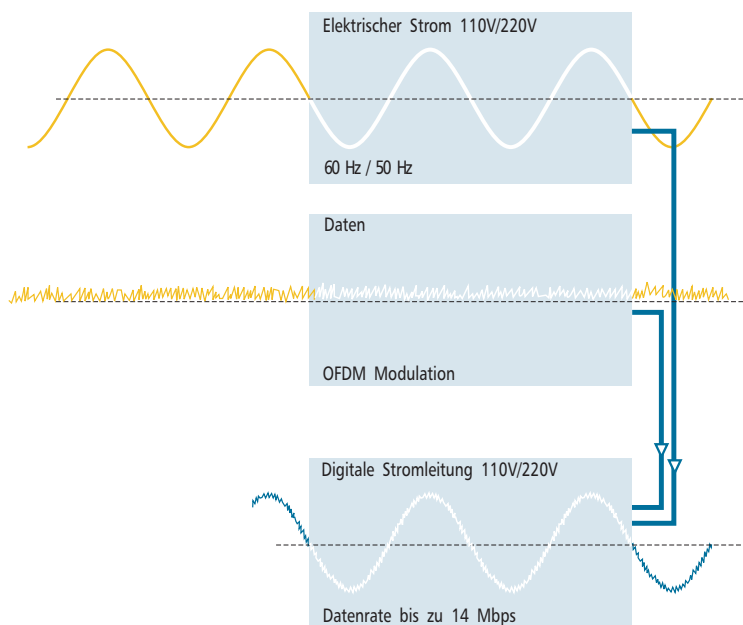 Elektrischer Strom 110V/220V
60 Hz / 50 Hz
Daten
OFDM Modulation
Digitale Stromleitung 110V/220V
Datenrate bis zu 14 Mbps